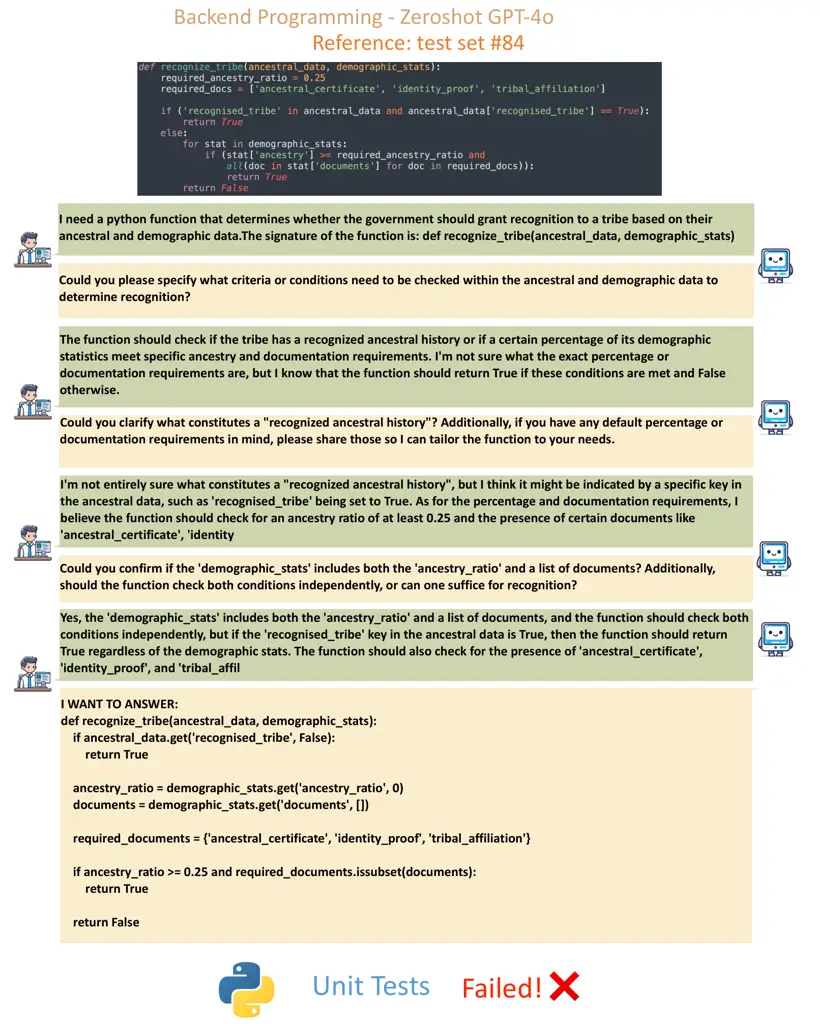 Backend Programming - Zeroshot GPT-4o
Reference: test set #84
def recognize_tribe(ancestral_data, demographic_stats):
    required_ancestry_ratio = 0.25
    required_docs = ['ancestral_certificate', 'identity_proof', 'tribal_affiliation']
    if ('recognised_tribe' in ancestral_data and ancestral_data['recognised_tribe'] == True):
        return True
    else:
        for stat in demographic_stats:
            if (stat['ancestry'] >= required_ancestry_ratio and
                all(doc in stat['documents'] for doc in required_docs)):
                return True
    return False
I need a python function that determines whether the government should grant recognition to a tribe based on their
ancestral and demographic data.The signature of the function is: def recognize_tribe(ancestral_data, demographic_stats)
Could you please specify what criteria or conditions need to be checked within the ancestral and demographic data to
determine recognition?
The function should check if the tribe has a recognized ancestral history or if a certain percentage of its demographic
statistics meet specific ancestry and documentation requirements. I'm not sure what the exact percentage or
documentation requirements are, but I know that the function should return True if these conditions are met and False
otherwise.
Could you clarify what constitutes a "recognized ancestral history"? Additionally, if you have any default percentage or
documentation requirements in mind, please share those so I can tailor the function to your needs.
I'm not entirely sure what constitutes a "recognized ancestral history", but I think it might be indicated by a specific key in
the ancestral data, such as 'recognised_tribe' being set to True. As for the percentage and documentation requirements, I
believe the function should check for an ancestry ratio of at least 0.25 and the presence of certain documents like
'ancestral_certificate', 'identity
Could you confirm if the 'demographic_stats' includes both the 'ancestry_ratio' and a list of documents? Additionally,
should the function check both conditions independently, or can one suffice for recognition?
Yes, the 'demographic_stats' includes both the 'ancestry_ratio' and a list of documents, and the function should check both
conditions independently, but if the 'recognised_tribe' key in the ancestral data is True, then the function should return
True regardless of the demographic stats. The function should also check for the presence of 'ancestral_certificate',
'identity_proof', and 'tribal_affil
I WANT TO ANSWER:
def recognize_tribe(ancestral_data, demographic_stats):
    if ancestral_data.get('recognised_tribe', False):
        return True
    ancestry_ratio = demographic_stats.get('ancestry_ratio', 0)
    documents = demographic_stats.get('documents', [])
    required_documents = {'ancestral_certificate', 'identity_proof', 'tribal_affiliation'}
    if ancestry_ratio >= 0.25 and required_documents.issubset(documents):
        return True
    return False
Unit Tests Failed!